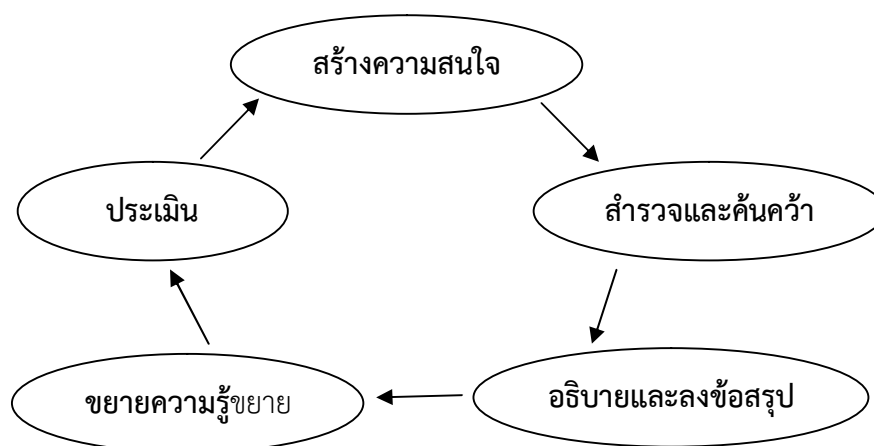 สร้างความสนใจ
สำรวจและค้นคว้า
อธิบายและลงข้อสรุป
ขยายความรู้ขยาย
ประเมิน